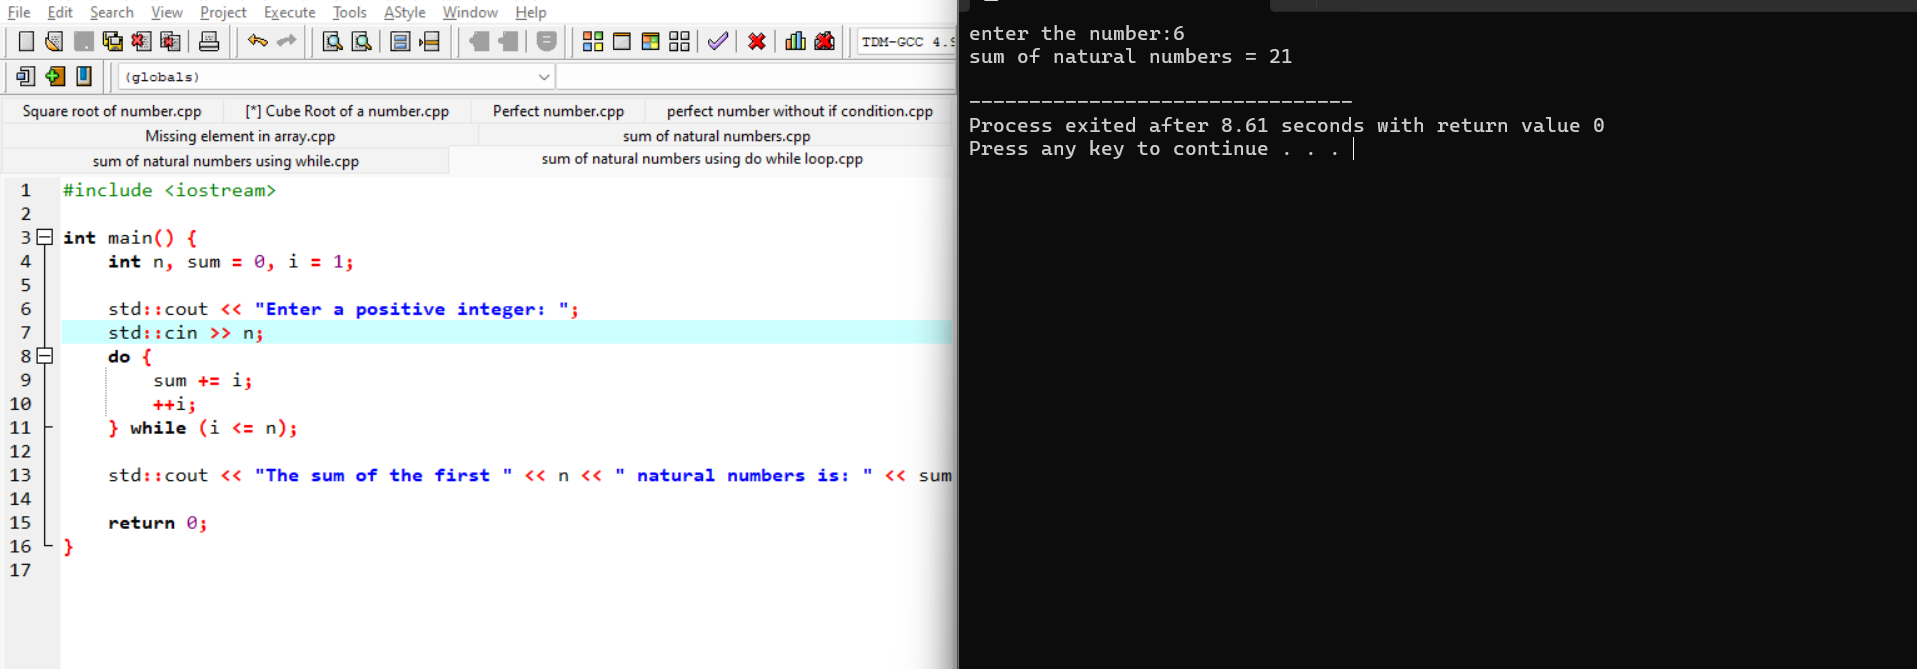 File Edit Search View Project Execute Tools AStyle Window Help
TDM-GCC 4.9
(globals)
Square root of number.cpp [*] Cube Root of a number.cpp Perfect number.cpp perfect number without if condition.cpp
Missing element in array.cpp sum of natural numbers.cpp
sum of natural numbers using while.cpp sum of natural numbers using do while loop.cpp
1 #include <iostream>
2
3 int main() {
4 int n, sum = 0, i = 1;
5
6 std::cout << "Enter a positive integer: ";
7 std::cin >> n;
8 do {
9 sum += i;
10 ++i;
11 } while (i <= n);
12
13 std::cout << "The sum of the first " << n << " natural numbers is: " << sum
14
15 return 0;
16 }
17
enter the number:6
sum of natural numbers = 21
--------------------------------
Process exited after 8.61 seconds with return value 0
Press any key to continue . . .